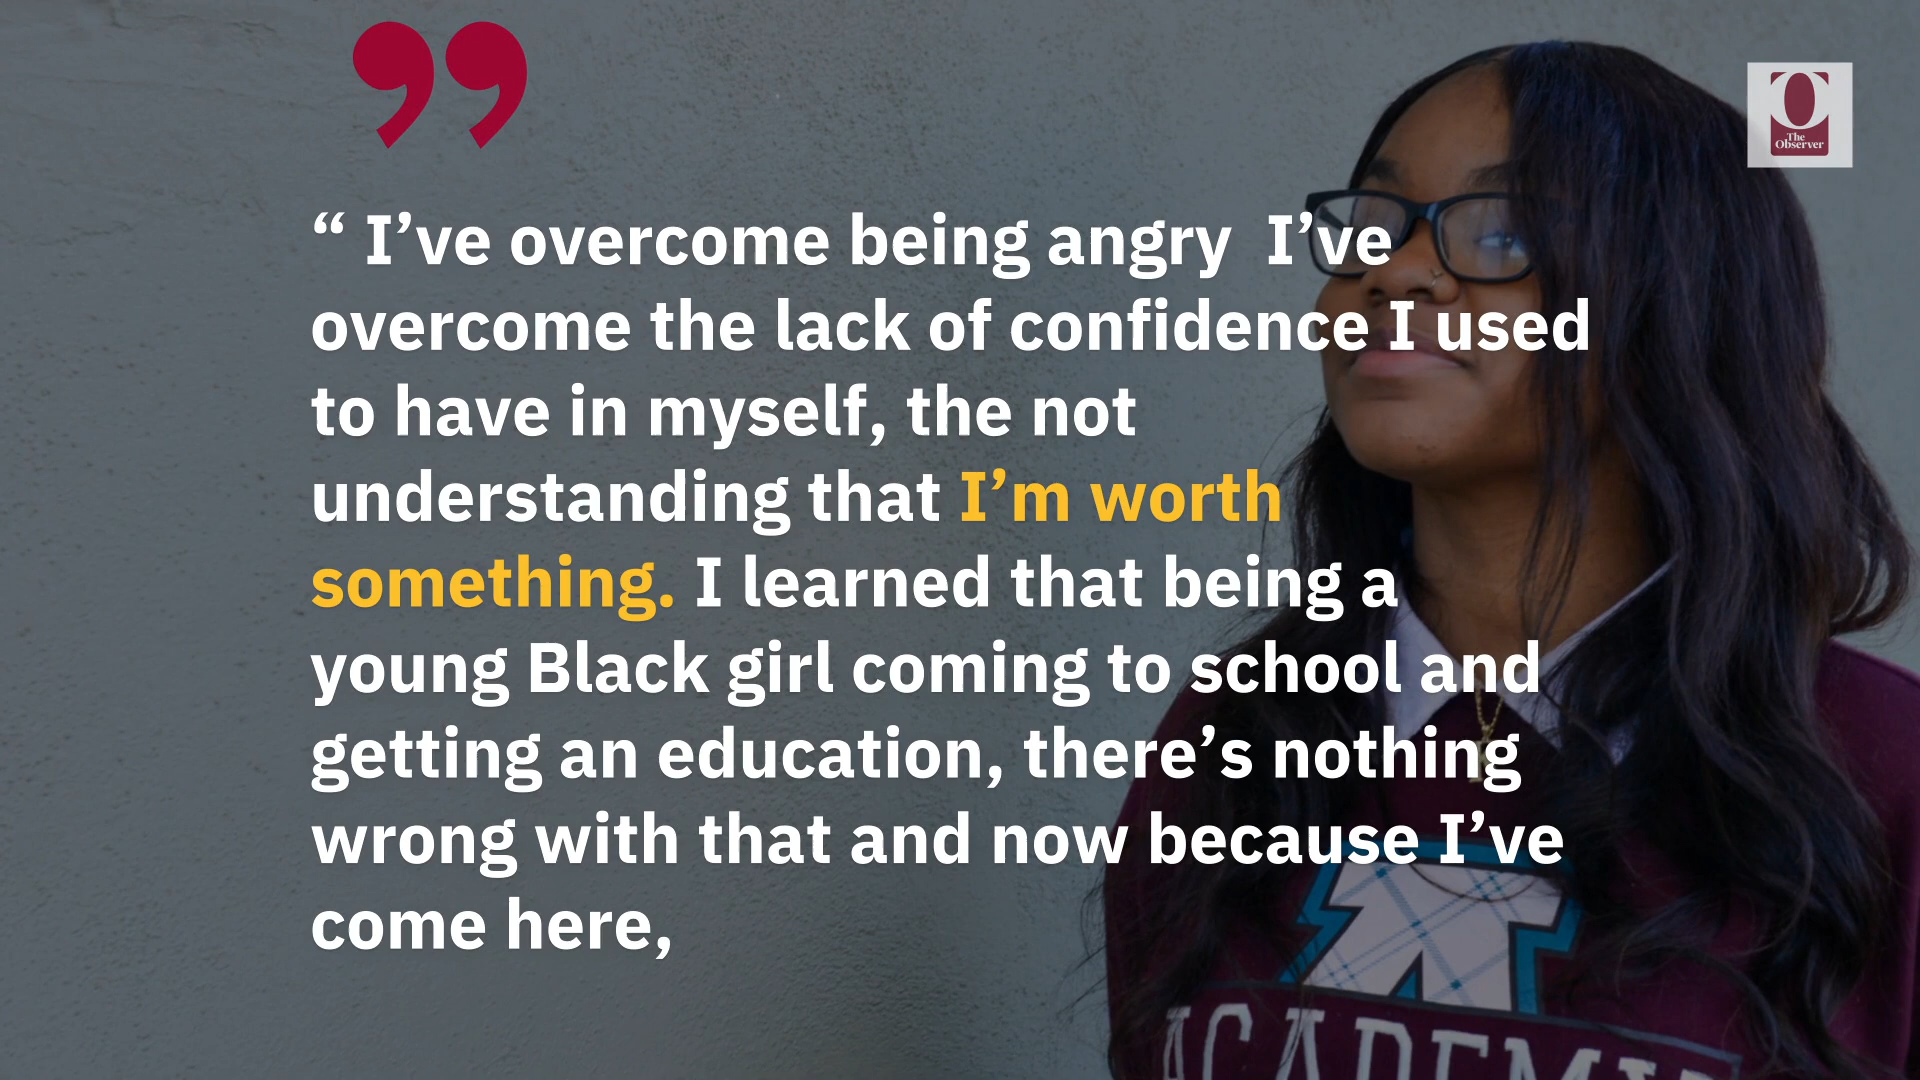 ”
“ I’ve overcome being angry  I’ve
overcome the lack of confidence I used
to have in myself, the not
understanding that I’m worth
something. I learned that being a
young Black girl coming to school and
getting an education, there’s nothing
wrong with that and now because I’ve
come here,
The
Observer
A
ACADEMY